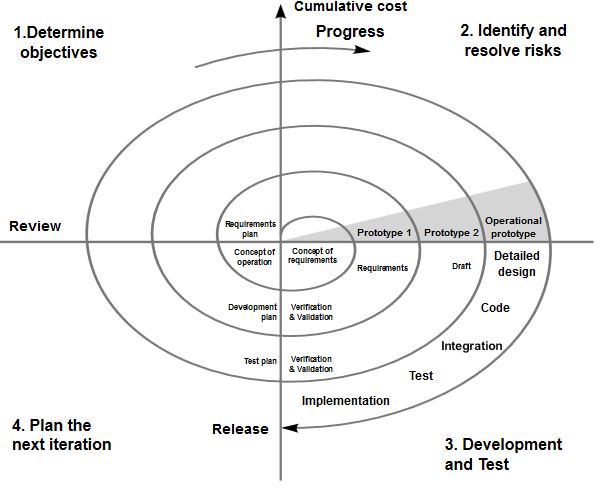 Cumulative cost
1.Determine
objectives
Progress
2. Identify and
resolve risks
Review
Requirements
plan
Prototype 1
Prototype 2
Operational
prototype
Concept of
operation
Concept of
requirements
Requirements
Draft
Detailed
design
Development
plan
Verification
& Validation
Code
Test plan
Verification
& Validation
Integration
Test
Implementation
4. Plan the
next iteration
Release
3. Development
and Test